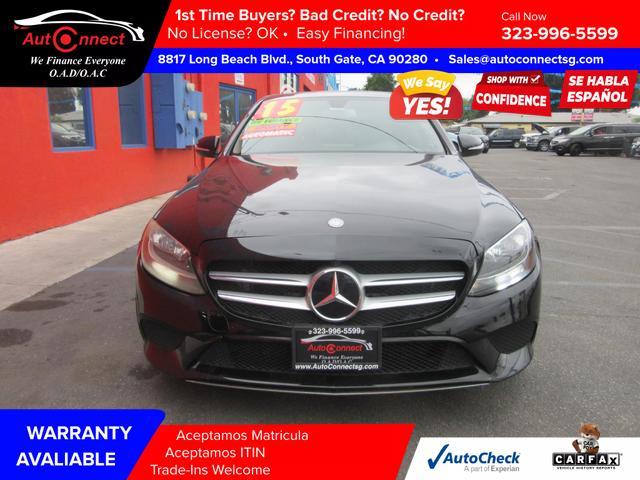 AutoConnect
We Finance Everyone
O.A.D/O.A.C
1st Time Buyers? Bad Credit? No Credit?
No License? OK • Easy Financing!
Call Now
323-996-5599
8817 Long Beach Blvd., South Gate, CA 90280 • Sales@autoconnectsg.com
We Say
YES!
SHOP WITH
CONFIDENCE
SE HABLA
ESPAÑOL
15
AUTOMATIC
323-996-5599
AutoConnect
We Finance Everyone
O.A.D/O.A.C
www.AutoConnectsg.com
WARRANTY
AVALIABLE
Aceptamos Matricula
Aceptamos ITIN
Trade-Ins Welcome
AutoCheck
A part of Experian
CAR FOX
CARFAX
VEHICLE HISTORY REPORTS